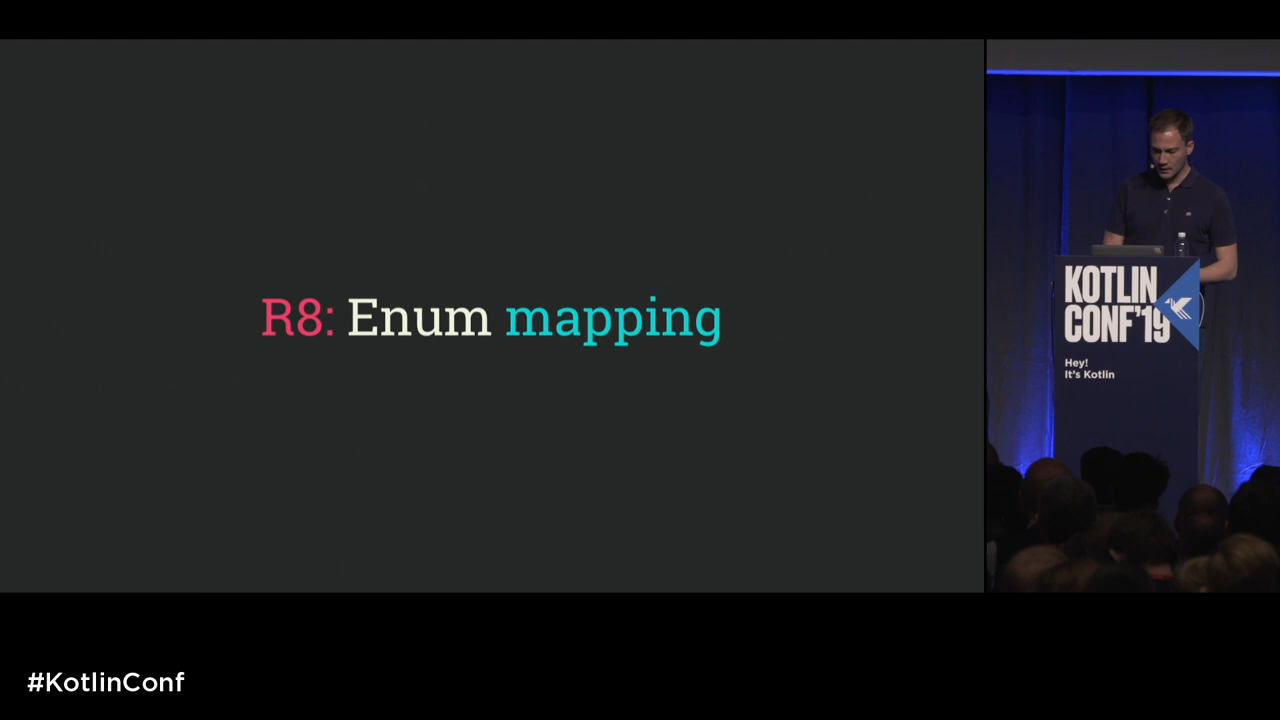 R8: Enum mapping
KOTLIN
CONF'19
Hey!
It's Kotlin
#KotlinConf